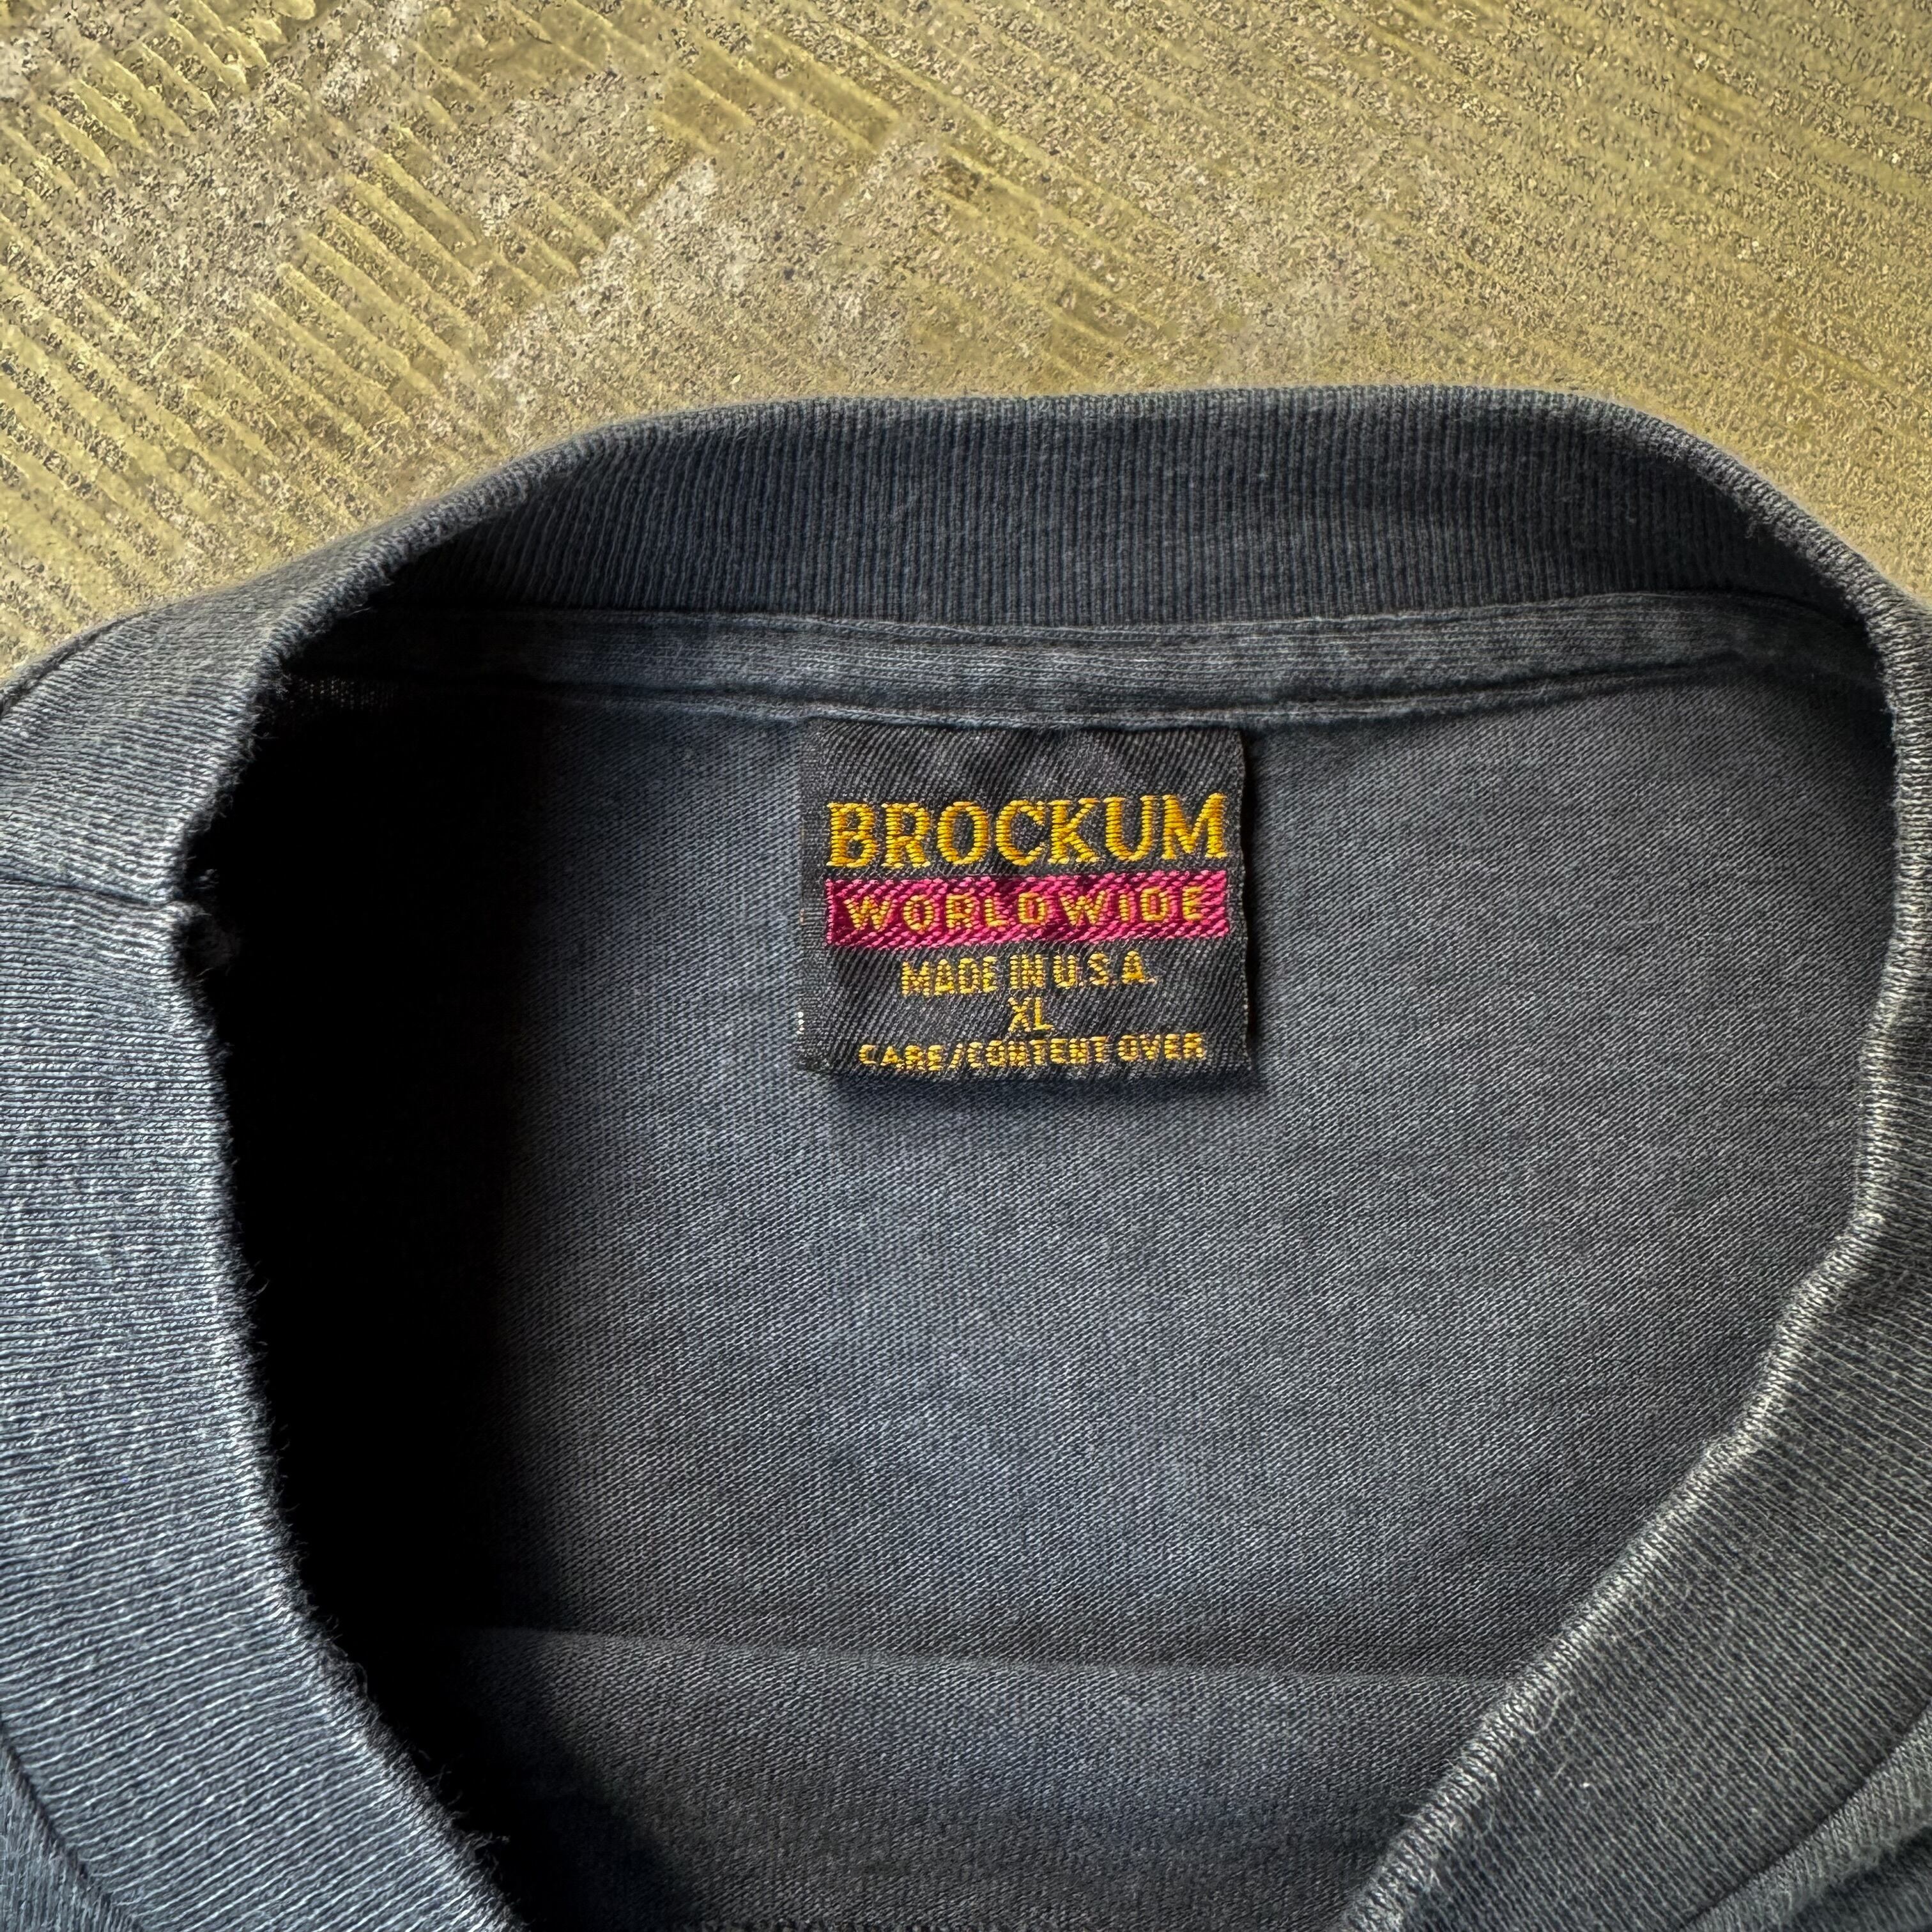 BROCKUM
WORLDWIDE
MADE IN U.S.A.
XL
CARE/CONTENT OVER